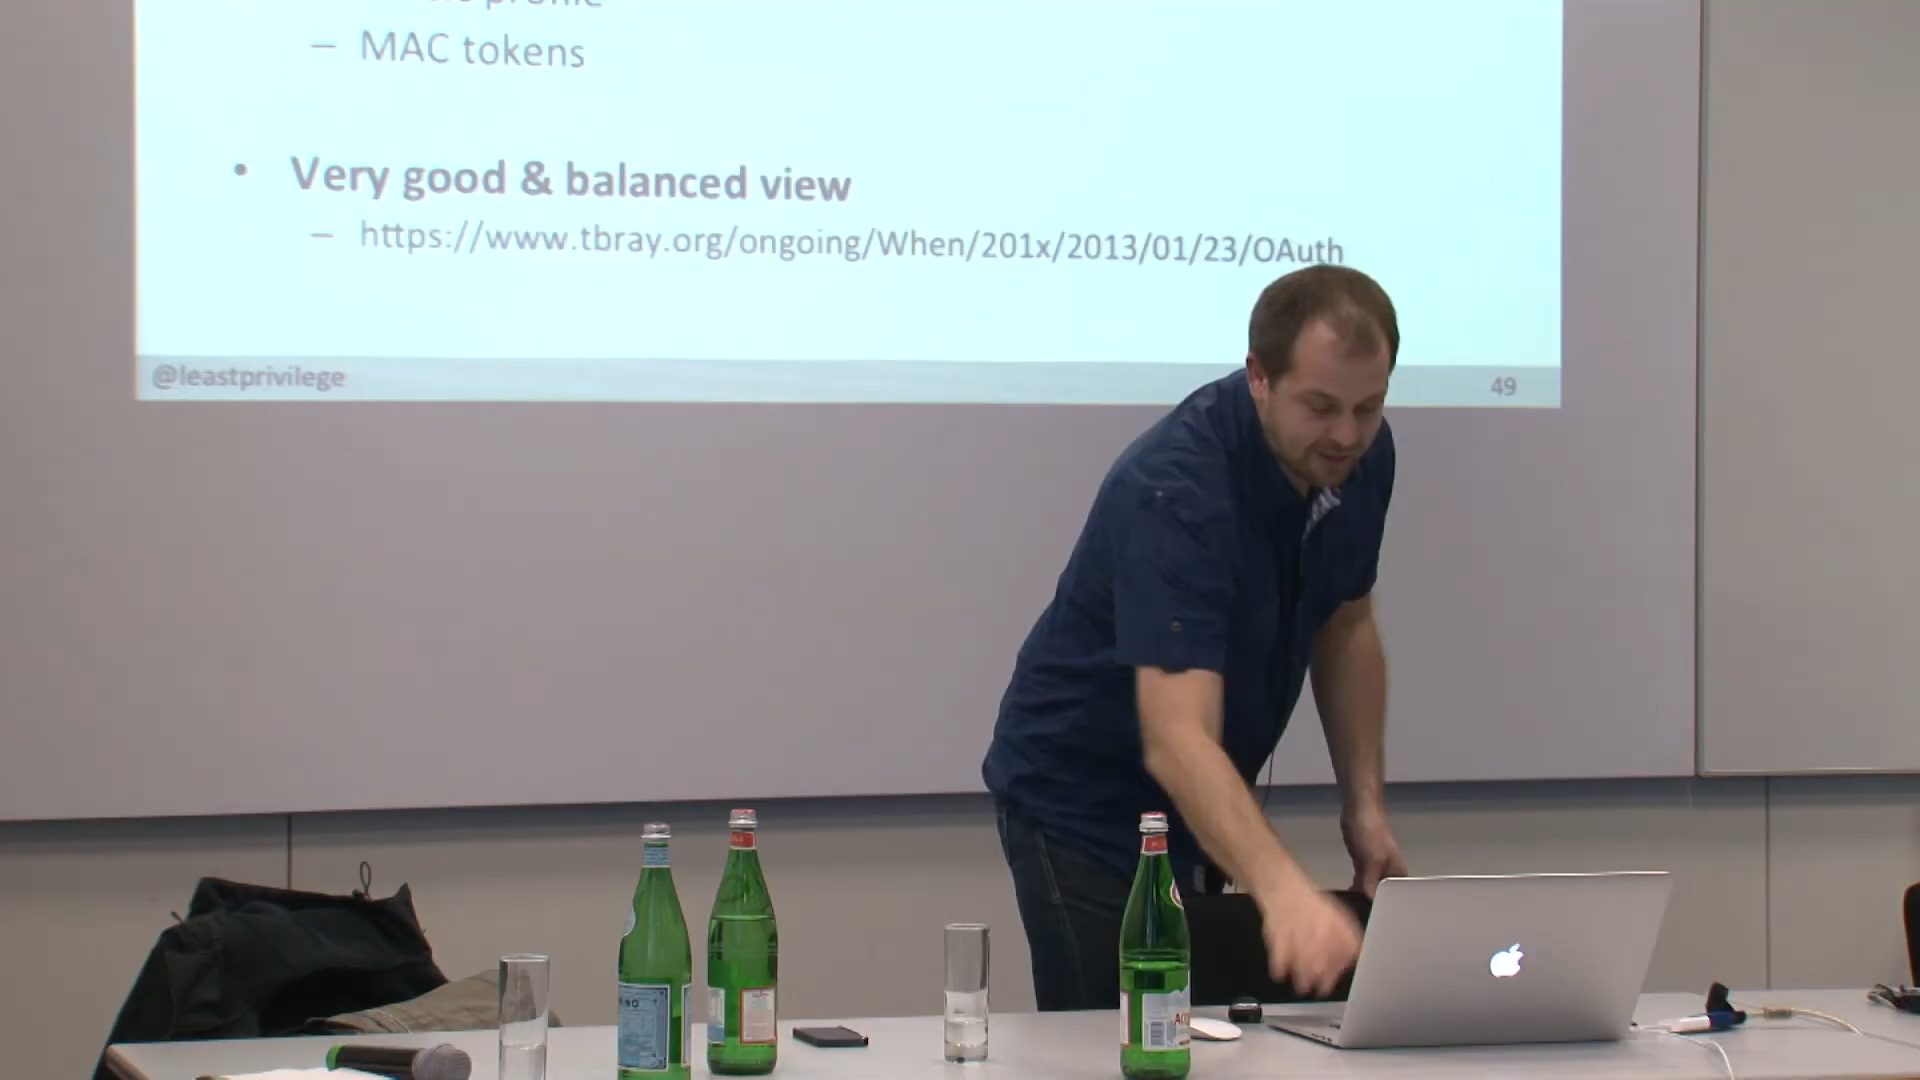 profile
– MAC tokens
• Very good & balanced view
– https://www.tbray.org/ongoing/When/201x/2013/01/23/OAuth
@leastprivilege
49